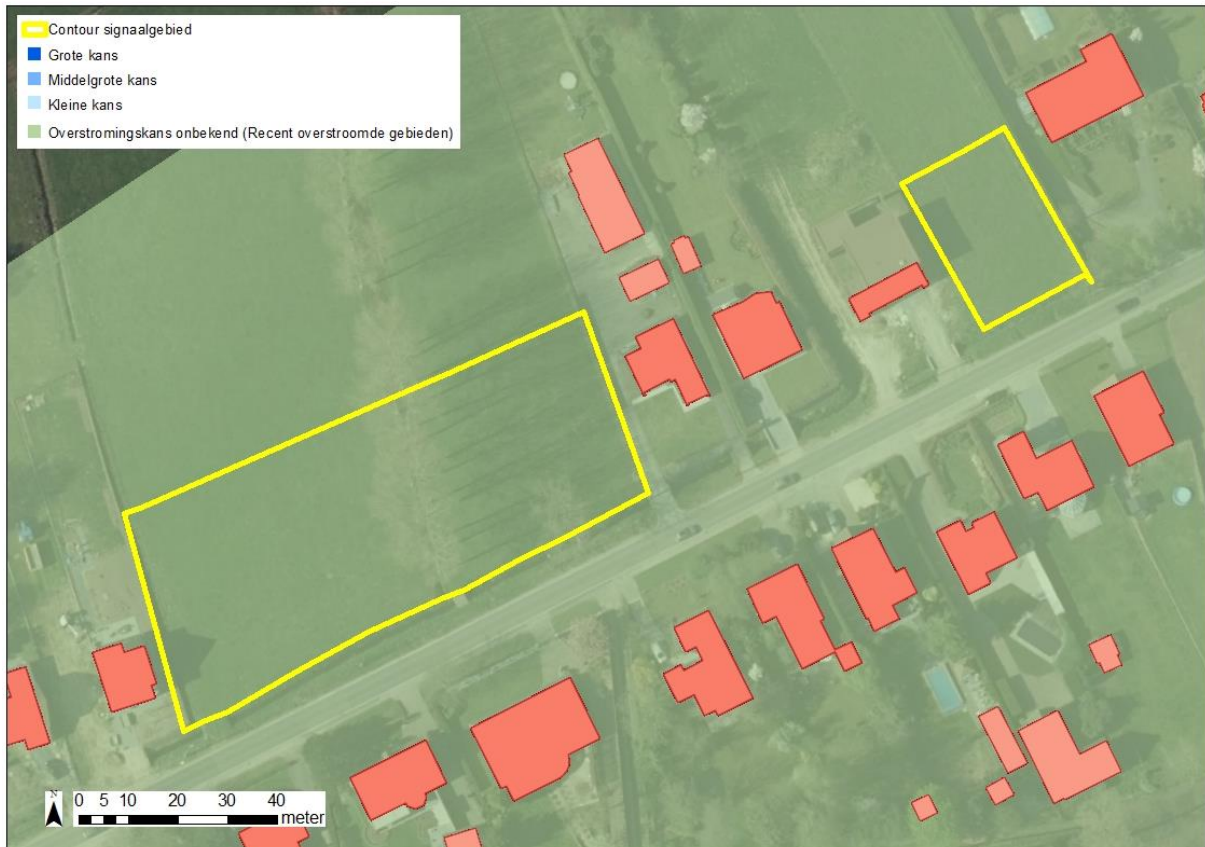 Contour signaalgebied
Grote kans
Middelgrote kans
Kleine kans
Overstromingskans onbekend (Recent overstroomde gebieden)
N
0 5 10 20 30 40
meter